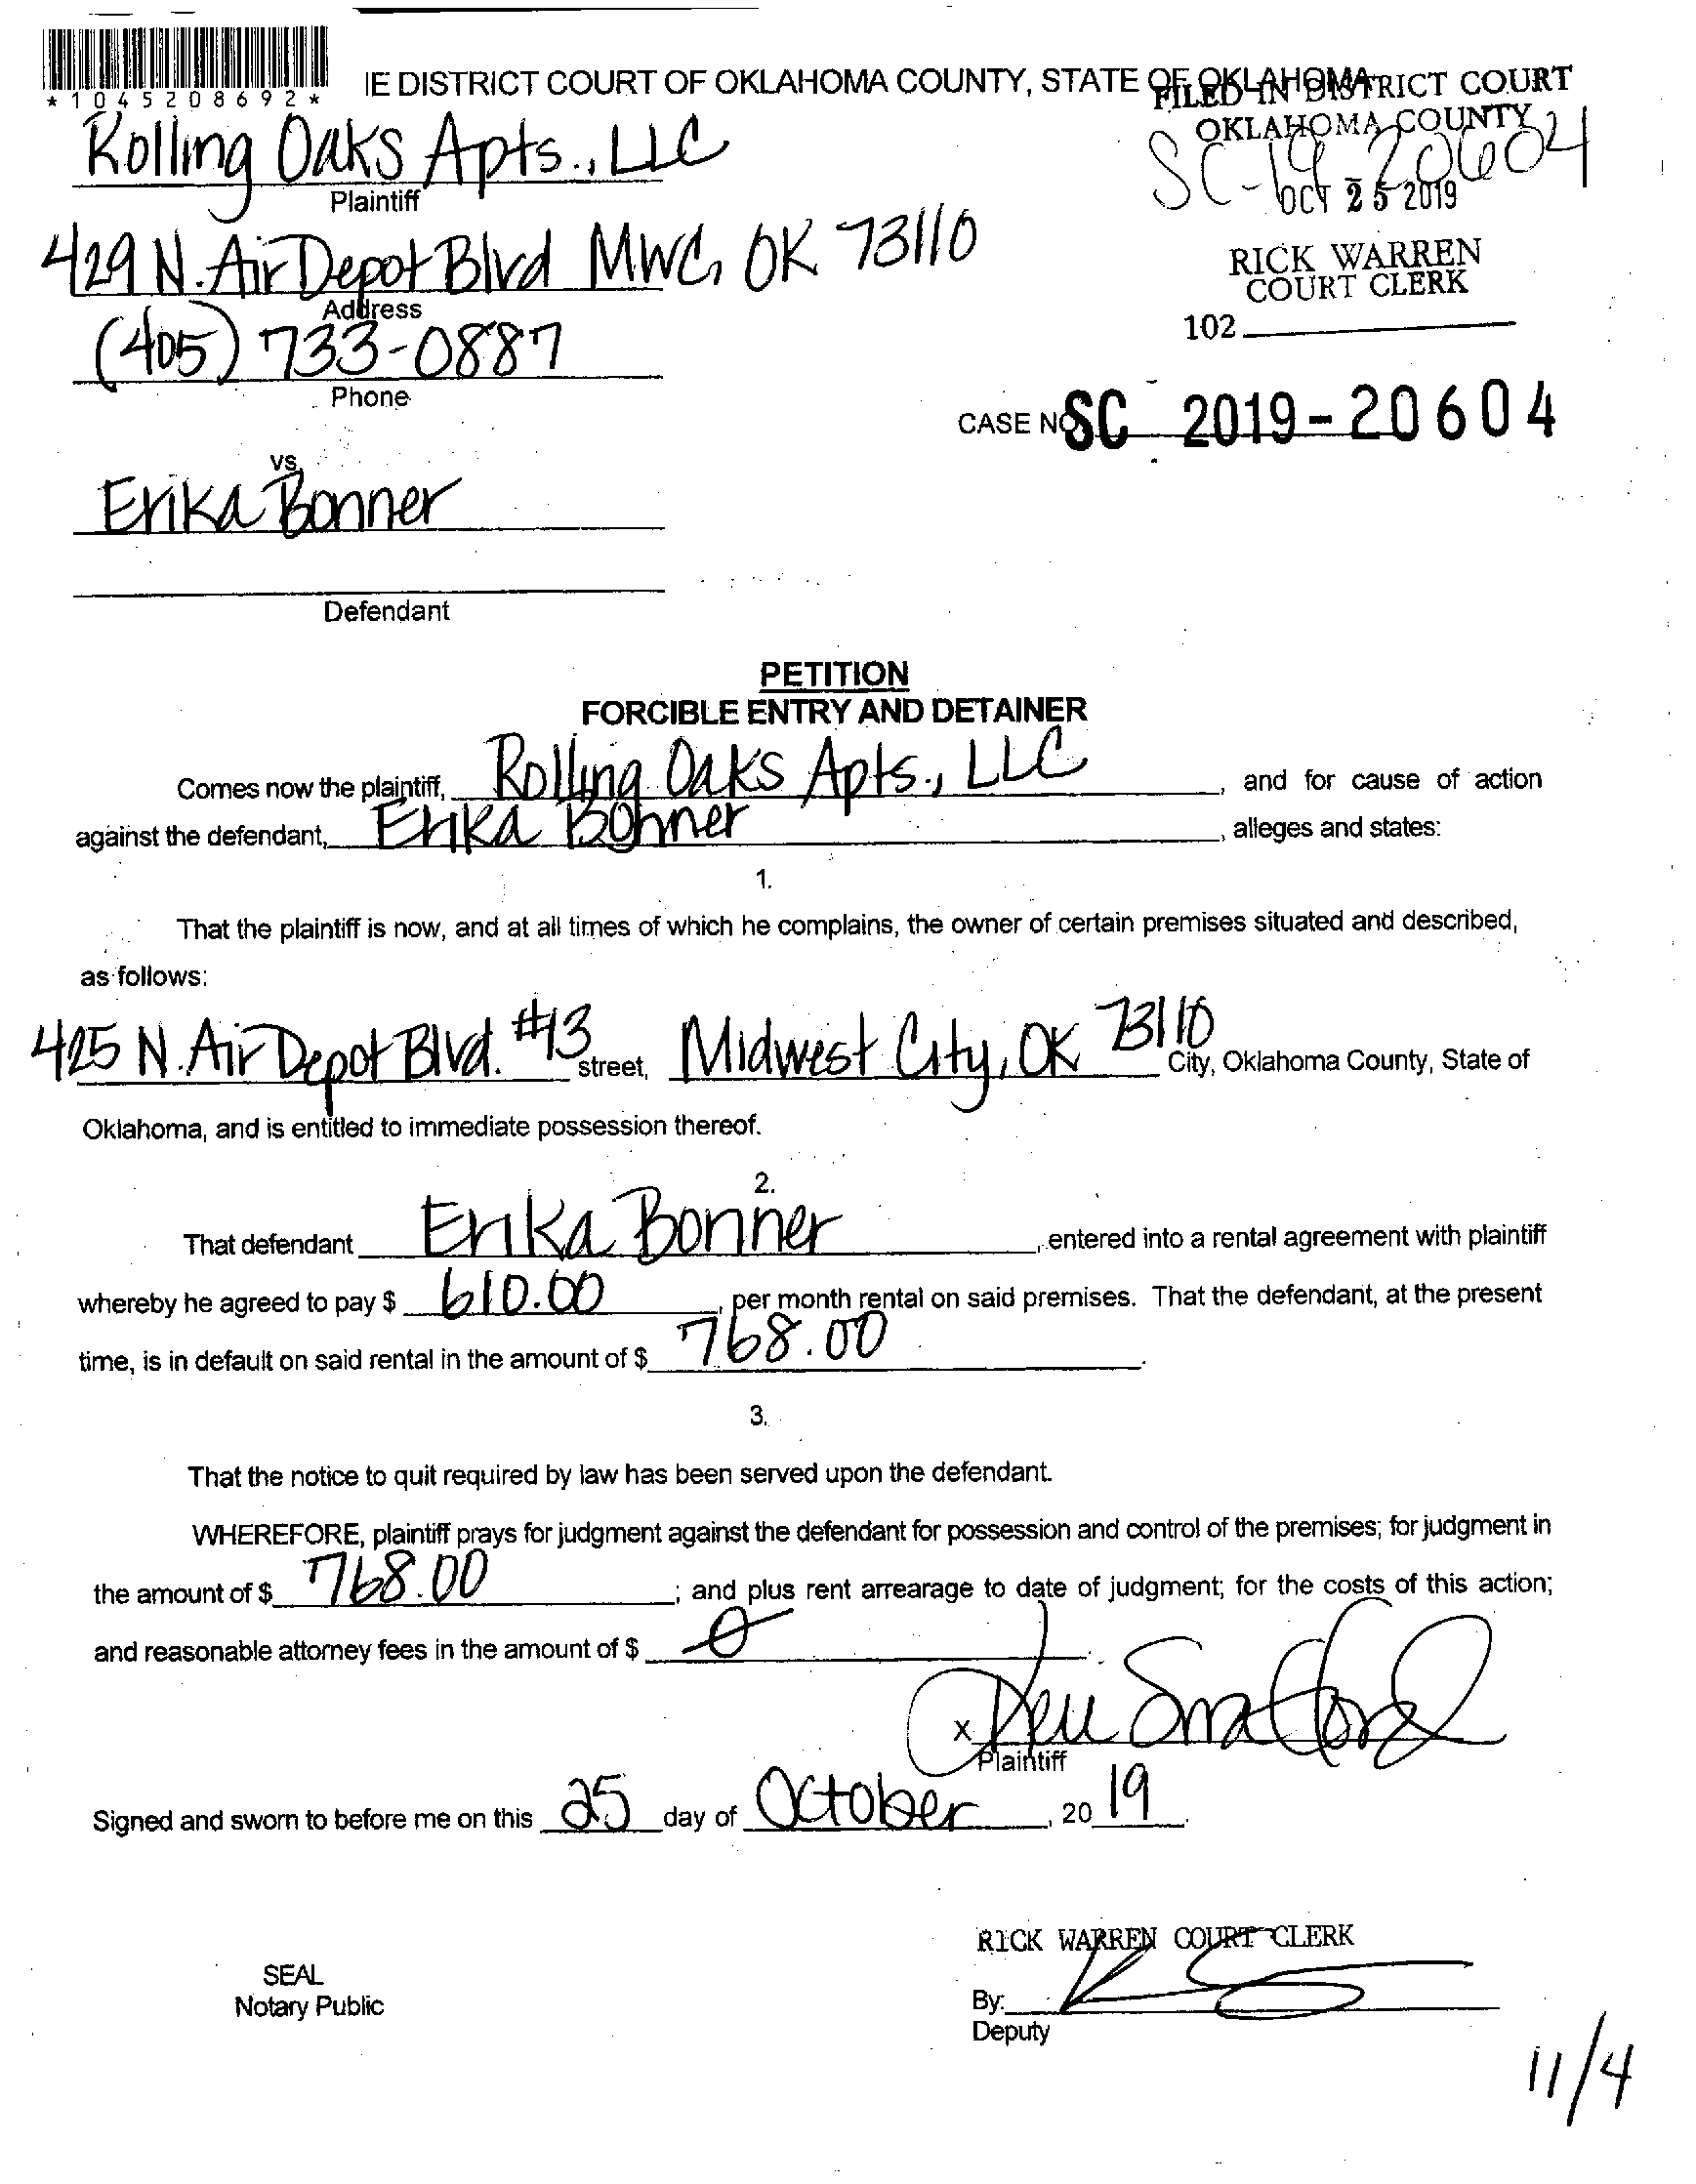 *1045208692*
IE DISTRICT COURT OF OKLAHOMA COUNTY, STATE OF OKLAHOMA
FILED IN DISTRICT COURT
OKLAHOMA COUNTY
Rolling Oaks Apts., LLC
SC-19-20604
Plaintiff
OCT 25 2019
429 N. Air Depot Blvd MWC, OK 73110
RICK WARREN
COURT CLERK
Address
102
(405) 733-0887
Phone
CASE NO. SC 2019-20604
vs.
Erika Bonner
Defendant
PETITION
FORCIBLE ENTRY AND DETAINER
Comes now the plaintiff, Rolling Oaks Apts., LLC, and for cause of action
against the defendant, Erika Bonner, alleges and states:
1.
That the plaintiff is now, and at all times of which he complains, the owner of certain premises situated and described,
as follows:
425 N. Air Depot Blvd. #13 street, Midwest City, OK 73110 City, Oklahoma County, State of
Oklahoma, and is entitled to immediate possession thereof.
2.
That defendant Erika Bonner, entered into a rental agreement with plaintiff
whereby he agreed to pay $ 610.00, per month rental on said premises. That the defendant, at the present
time, is in default on said rental in the amount of $ 768.00.
3.
That the notice to quit required by law has been served upon the defendant.
WHEREFORE, plaintiff prays for judgment against the defendant for possession and control of the premises; for judgment in
the amount of $ 768.00; and plus rent arrearage to date of judgment; for the costs of this action;
and reasonable attorney fees in the amount of $ 0.
X
Plaintiff
Signed and sworn to before me on this 25 day of October, 20 19.
RICK WARREN COURT CLERK
SEAL
Notary Public
By:
Deputy
11/4